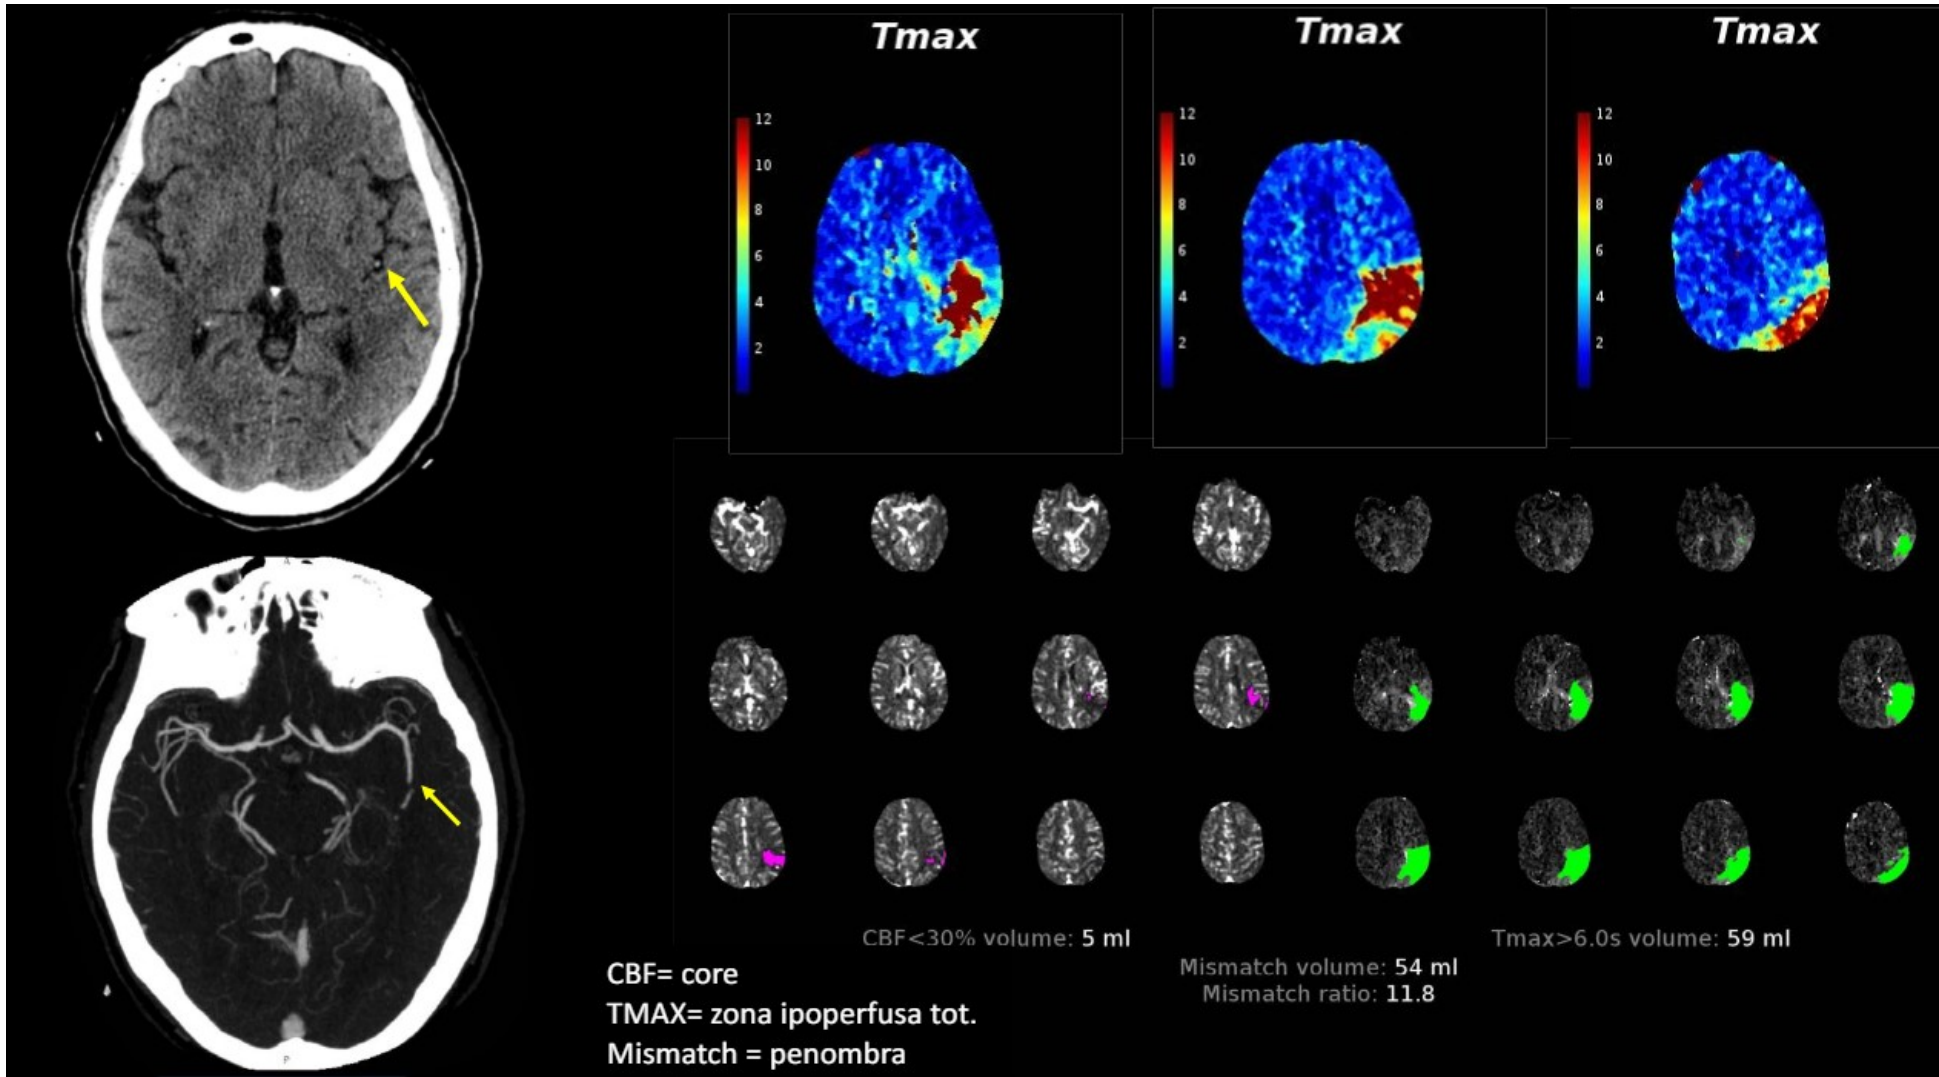 Tmax
Tmax
Tmax
12
10
8
6
4
2
12
10
8
6
4
2
12
10
8
6
4
2
A
P
CBF<30% volume: 5 ml
Tmax>6.0s volume: 59 ml
Mismatch volume: 54 ml
Mismatch ratio: 11.8
CBF= core
TMAX= zona ipoperfusa tot.
Mismatch = penombra